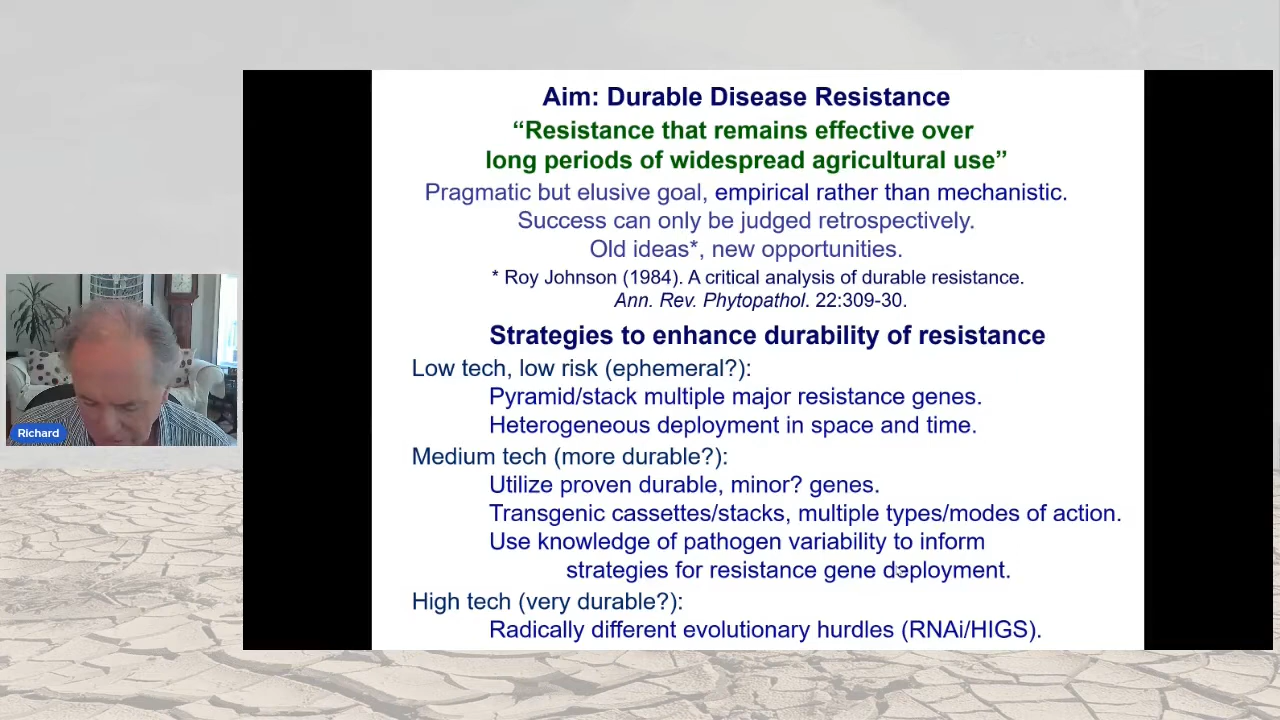 Aim: Durable Disease Resistance
“Resistance that remains effective over
long periods of widespread agricultural use”
Pragmatic but elusive goal, empirical rather than mechanistic.
Success can only be judged retrospectively.
Old ideas*, new opportunities.
* Roy Johnson (1984). A critical analysis of durable resistance.
Ann. Rev. Phytopathol. 22:309-30.
Strategies to enhance durability of resistance
Low tech, low risk (ephemeral?):
Pyramid/stack multiple major resistance genes.
Heterogeneous deployment in space and time.
Medium tech (more durable?):
Utilize proven durable, minor? genes.
Transgenic cassettes/stacks, multiple types/modes of action.
Use knowledge of pathogen variability to inform
strategies for resistance gene deployment.
High tech (very durable?):
Radically different evolutionary hurdles (RNAi/HIGS).
Richard